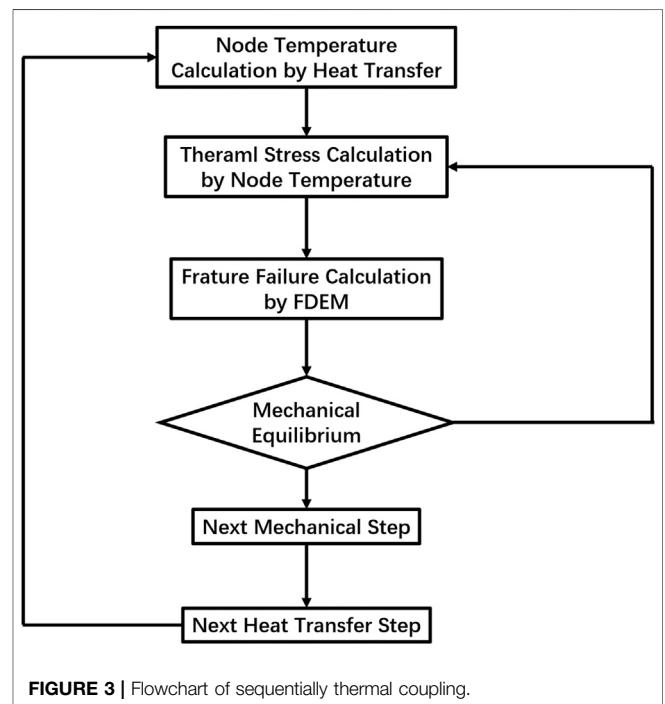 Node Temperature
Calculation by Heat Transfer
Theraml Stress Calculation
by Node Temperature
Frature Failure Calculation
by FDEM
Mechanical
Equilibrium
Next Mechanical Step
Next Heat Transfer Step
FIGURE 3 | Flowchart of sequentially thermal coupling.